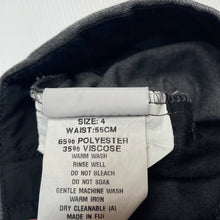 SIZE: 4
WAIST: 55CM
65% POLYESTER
35% VISCOSE
WARM WASH
RINSE WELL
DO NOT BLEACH
DO NOT SOAK
GENTLE MACHINE WASH
WARM IRON
DRY CLEANABLE (A)
MADE IN FIJI